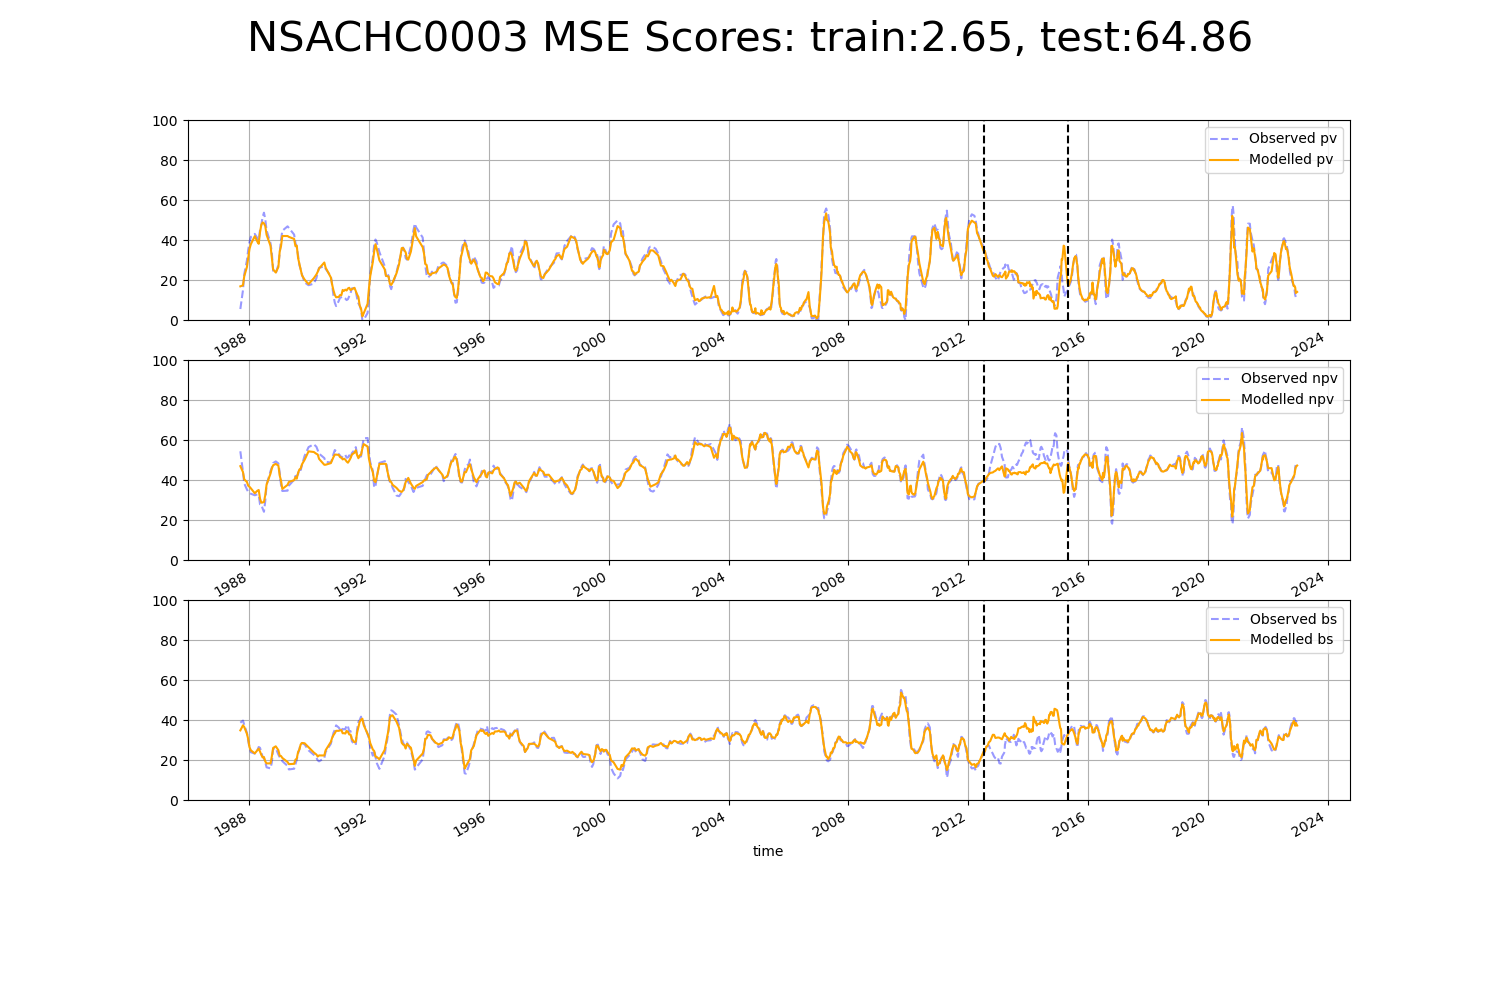 NSACHC0003 MSE Scores: train:2.65, test:64.86
100
80
60
40
20
0
Observed pv
Modelled pv
1988 1992 1996 2000 2004 2008 2012 2016 2020 2024
100
80
60
40
20
0
Observed npv
Modelled npv
1988 1992 1996 2000 2004 2008 2012 2016 2020 2024
100
80
60
40
20
0
Observed bs
Modelled bs
1988 1992 1996 2000 2004 2008 2012 2016 2020 2024
time